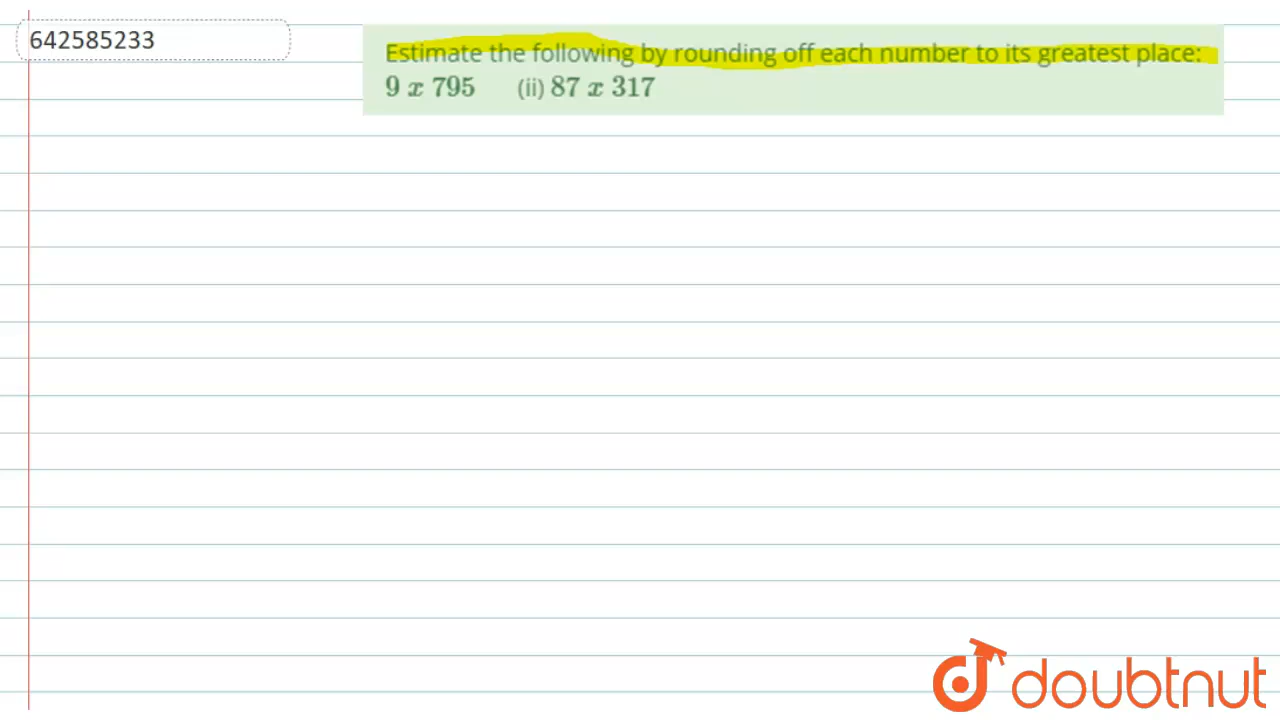 642585233
Estimate the following by rounding off each number to its greatest place:
9 x 795 (ii) 87 x 317
doubtnut